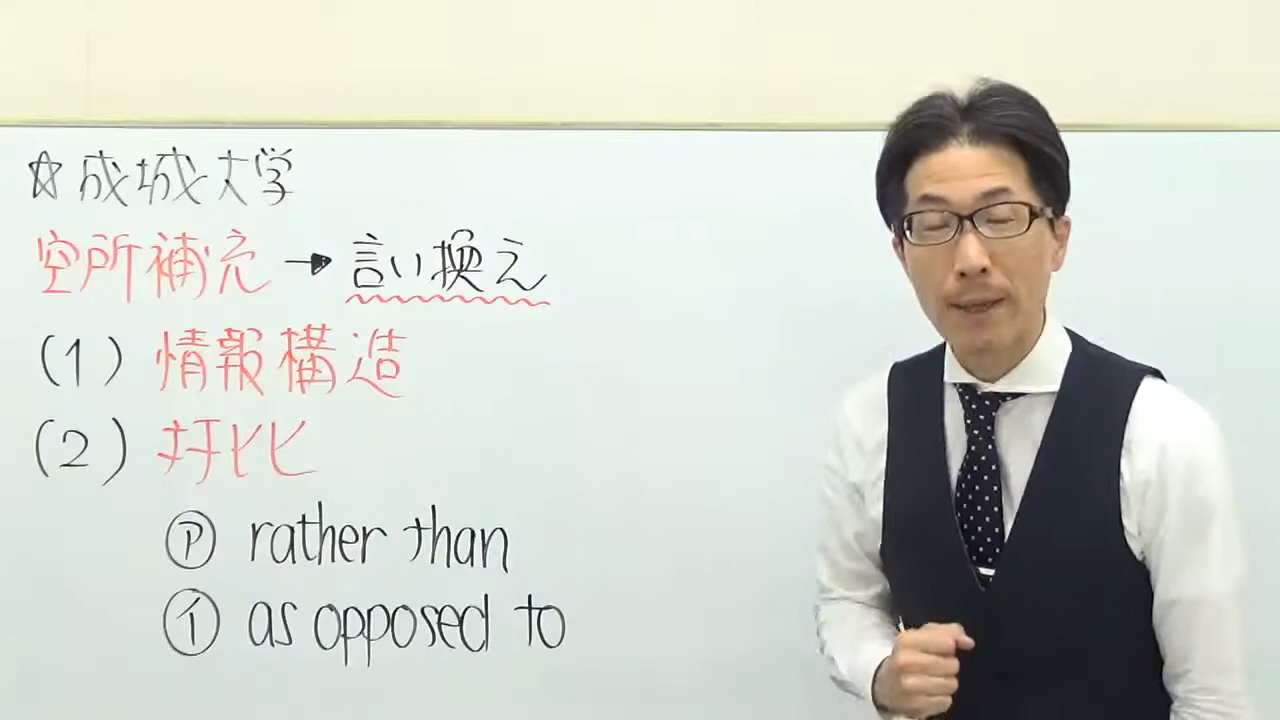 ☆成城大学
空所補充→言い換え
(1) 情報構造
(2) 対比
㋐ rather than
㋑ as opposed to